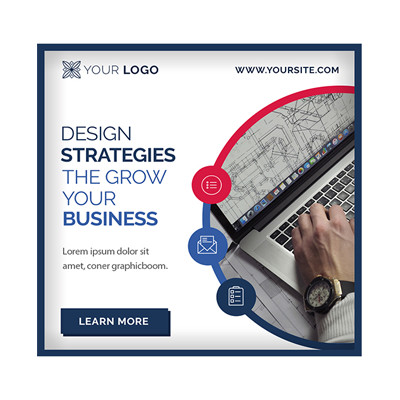 YOUR LOGO
WWW.YOURSITE.COM
DESIGN
STRATEGIES
THE GROW
YOUR
BUSINESS
Lorem ipsum dolor sit
amet, coner graphicboom.
LEARN MORE